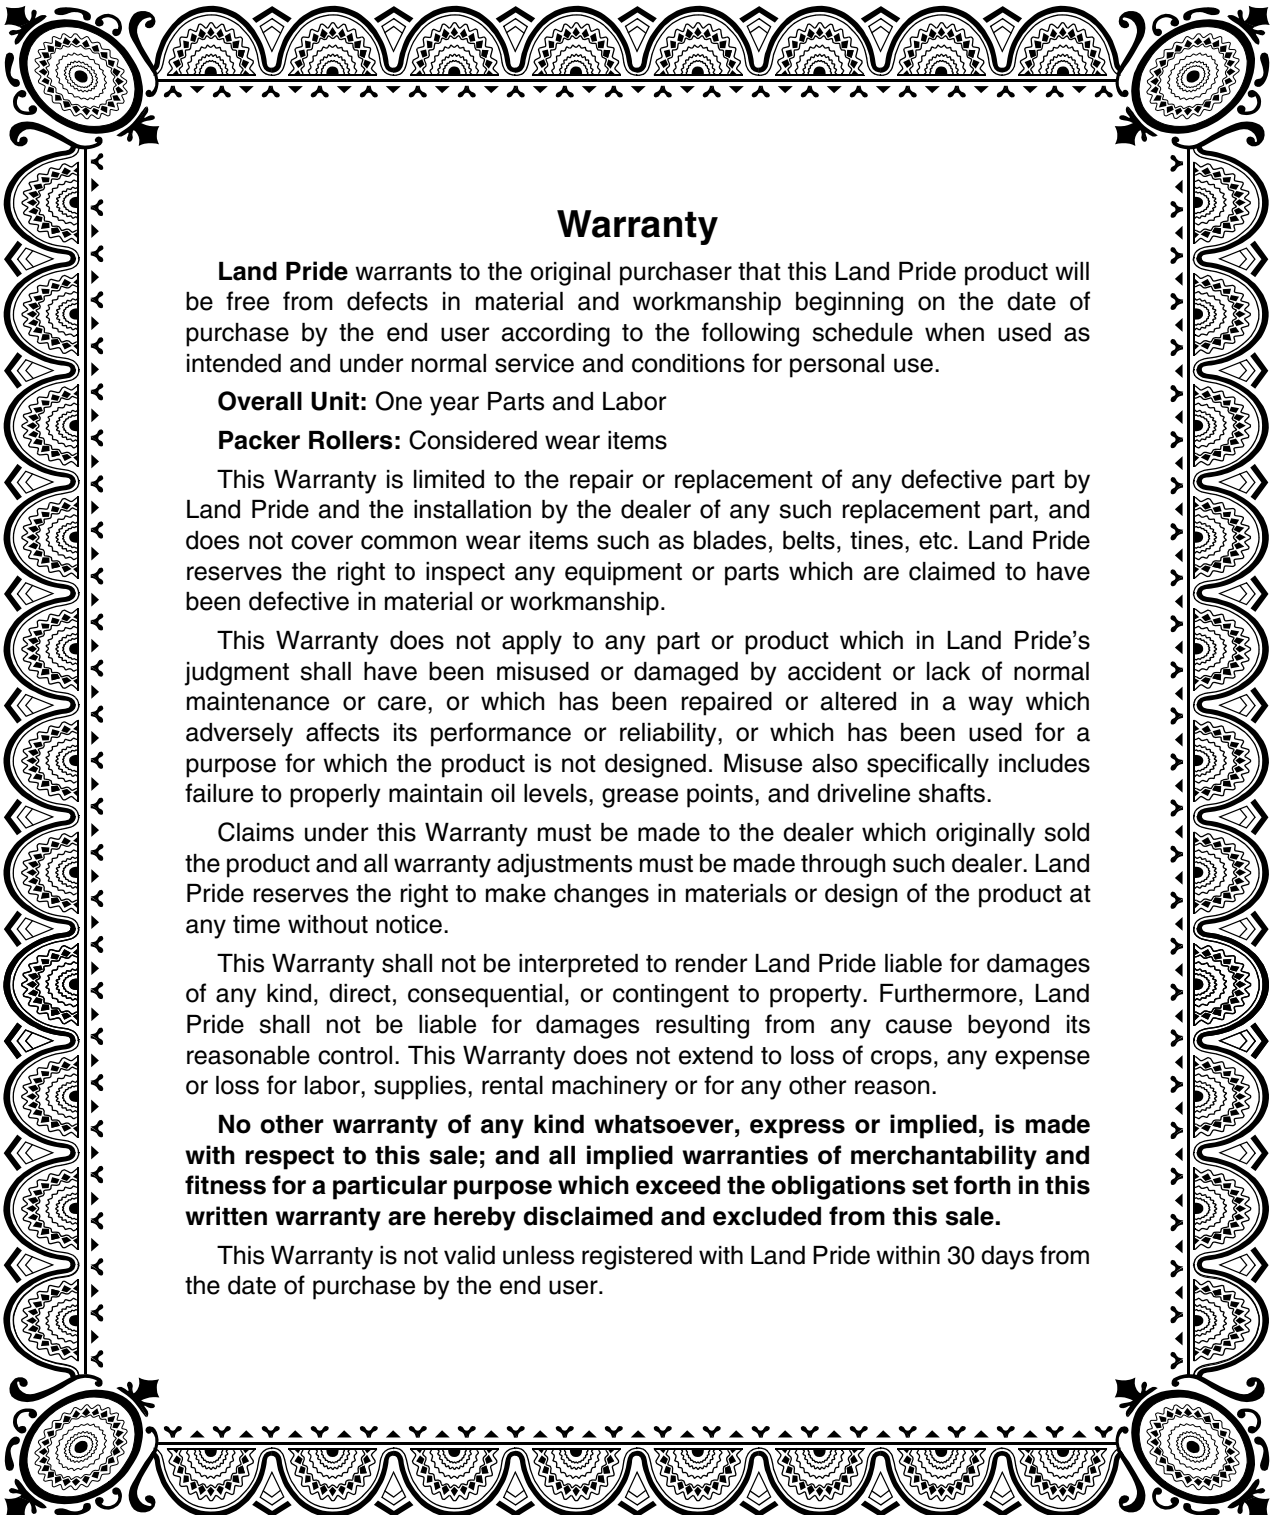 Warranty
Land Pride warrants to the original purchaser that this Land Pride product will
be free from defects in material and workmanship beginning on the date of
purchase by the end user according to the following schedule when used as
intended and under normal service and conditions for personal use.
Overall Unit: One year Parts and Labor
Packer Rollers: Considered wear items
This Warranty is limited to the repair or replacement of any defective part by
Land Pride and the installation by the dealer of any such replacement part, and
does not cover common wear items such as blades, belts, tines, etc. Land Pride
reserves the right to inspect any equipment or parts which are claimed to have
been defective in material or workmanship.
This Warranty does not apply to any part or product which in Land Pride’s
judgment shall have been misused or damaged by accident or lack of normal
maintenance or care, or which has been repaired or altered in a way which
adversely affects its performance or reliability, or which has been used for a
purpose for which the product is not designed. Misuse also specifically includes
failure to properly maintain oil levels, grease points, and driveline shafts.
Claims under this Warranty must be made to the dealer which originally sold
the product and all warranty adjustments must be made through such dealer. Land
Pride reserves the right to make changes in materials or design of the product at
any time without notice.
This Warranty shall not be interpreted to render Land Pride liable for damages
of any kind, direct, consequential, or contingent to property. Furthermore, Land
Pride shall not be liable for damages resulting from any cause beyond its
reasonable control. This Warranty does not extend to loss of crops, any expense
or loss for labor, supplies, rental machinery or for any other reason.
No other warranty of any kind whatsoever, express or implied, is made
with respect to this sale; and all implied warranties of merchantability and
fitness for a particular purpose which exceed the obligations set forth in this
written warranty are hereby disclaimed and excluded from this sale.
This Warranty is not valid unless registered with Land Pride within 30 days from
the date of purchase by the end user.